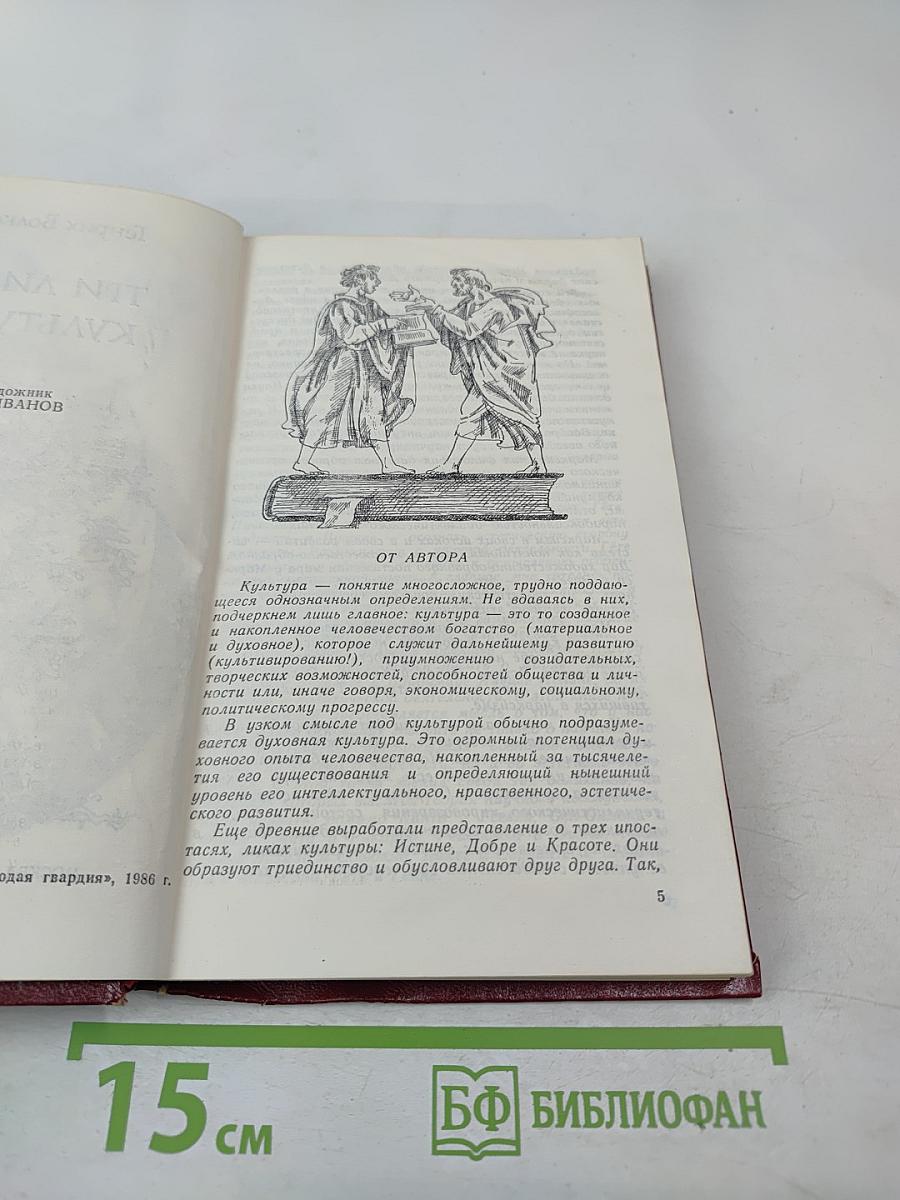 дожник
ИВАНОВ
одая гвардия», 1986 г.
ОТ АВТОРА
Культура — понятие многосложное, трудно поддаю-
щееся однозначным определениям. Не вдаваясь в них,
подчеркнем лишь главное: культура — это то созданное
и накопленное человечеством богатство (материальное
и духовное), которое служит дальнейшему развитию
(культивированию!), приумножению созидательных,
творческих возможностей, способностей общества и лич-
ности или, иначе говоря, экономическому, социальному,
политическому прогрессу.
В узком смысле под культурой обычно подразуме-
вается духовная культура. Это огромный потенциал ду-
ховного опыта человечества, накопленный за тысячеле-
тия его существования и определяющий нынешний
уровень его интеллектуального, нравственного, эстетиче-
ского развития.
Еще древние выработали представление о трех ипос-
тасях, ликах культуры: Истине, Добре и Красоте. Они
образуют триединство и обусловливают друг друга. Так,
5
15 см
БФ БИБЛИОФАН